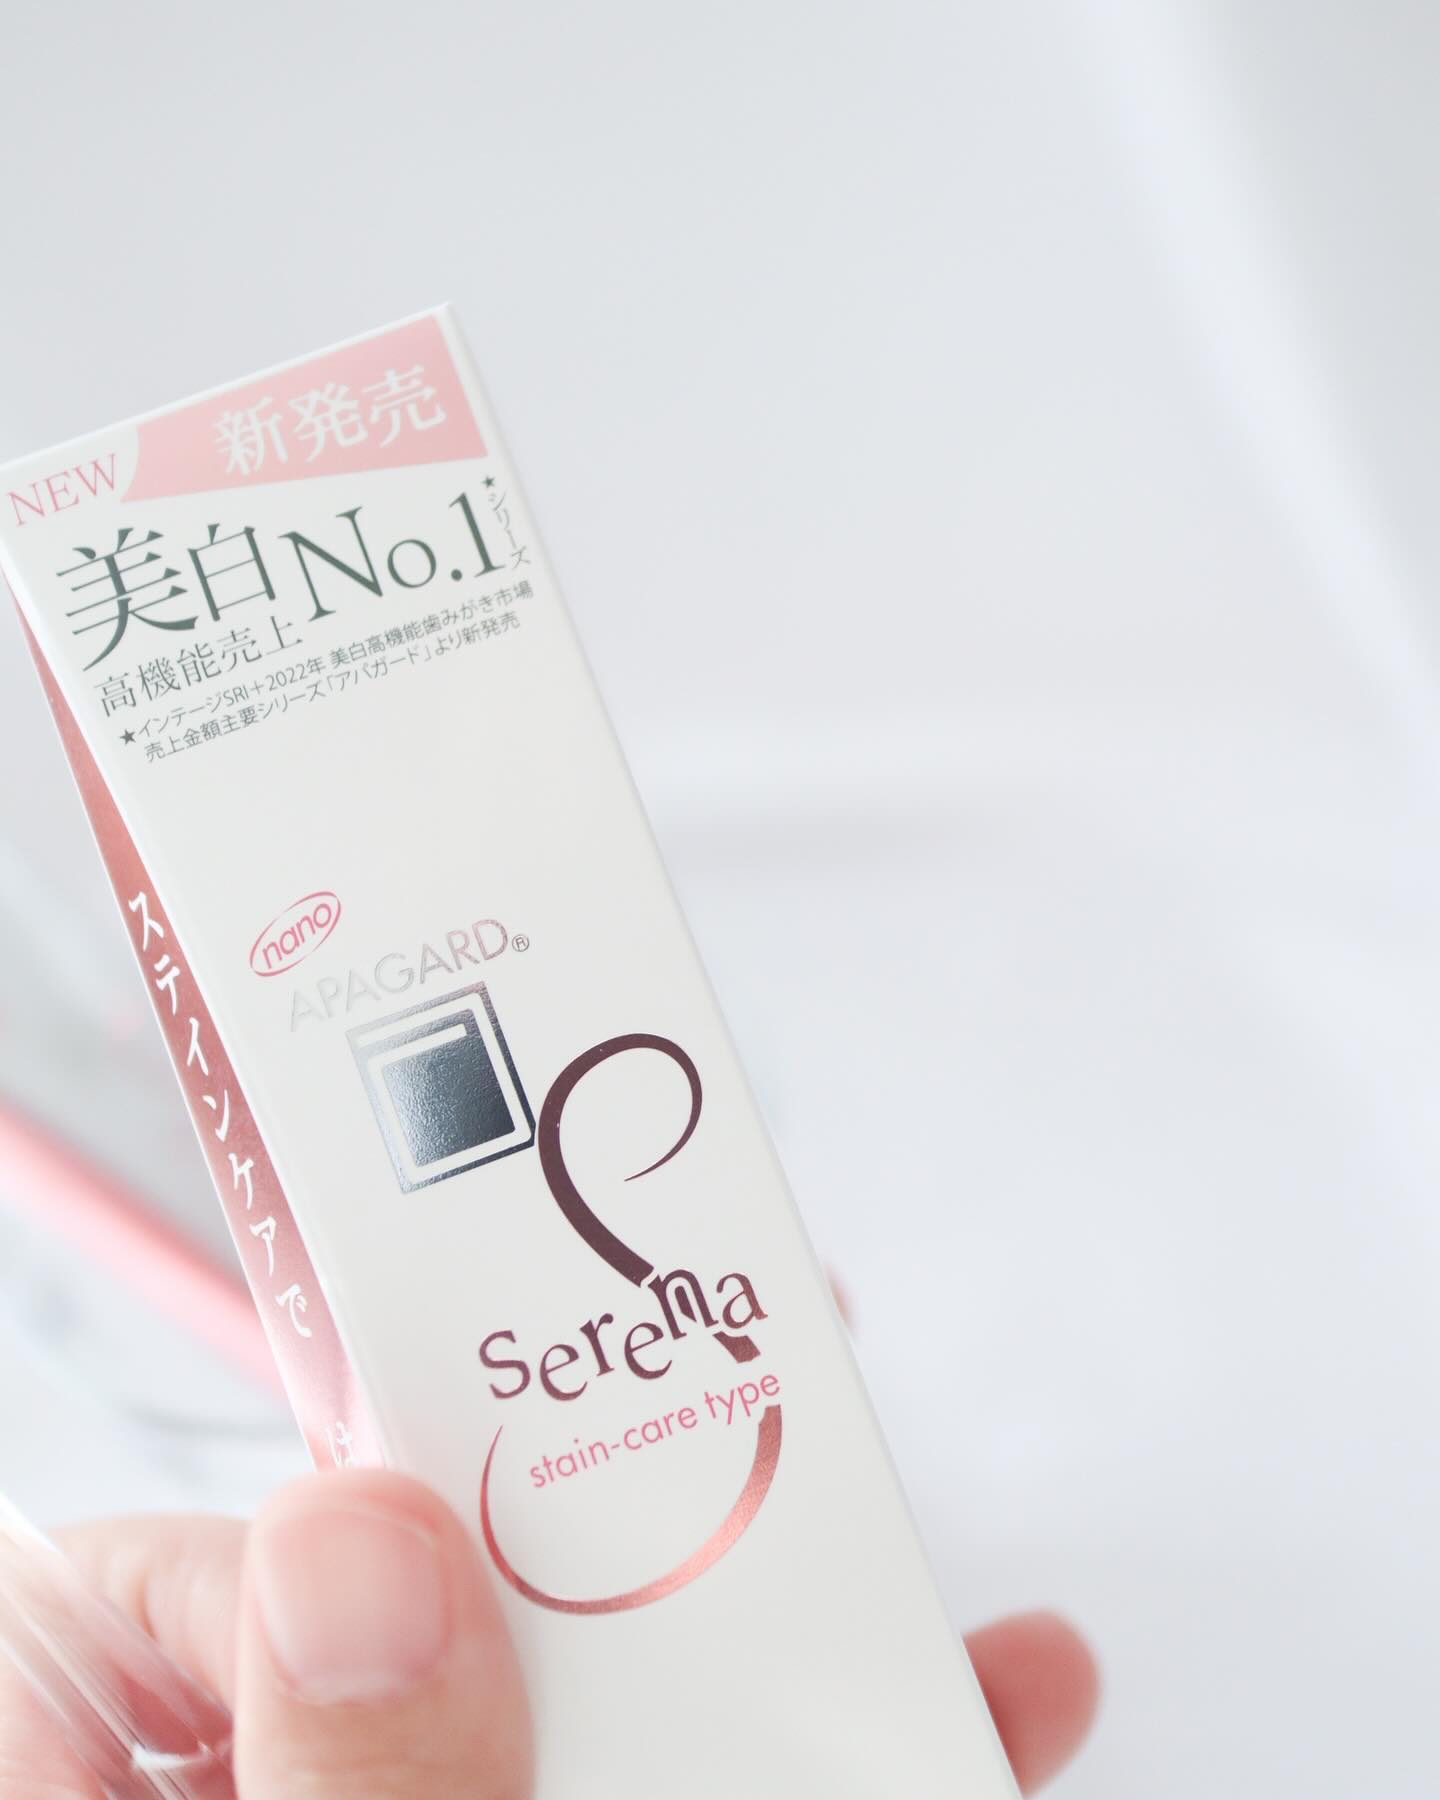 NEW
新発売
美白No.1
★シリーズ
高機能売上
★インテージSRI+2022年 美白高機能歯みがき市場
売上金額主要シリーズ「アパガード」より新発売
nano
APAGARD®
Serena
stain-care type
ステインケアで
は